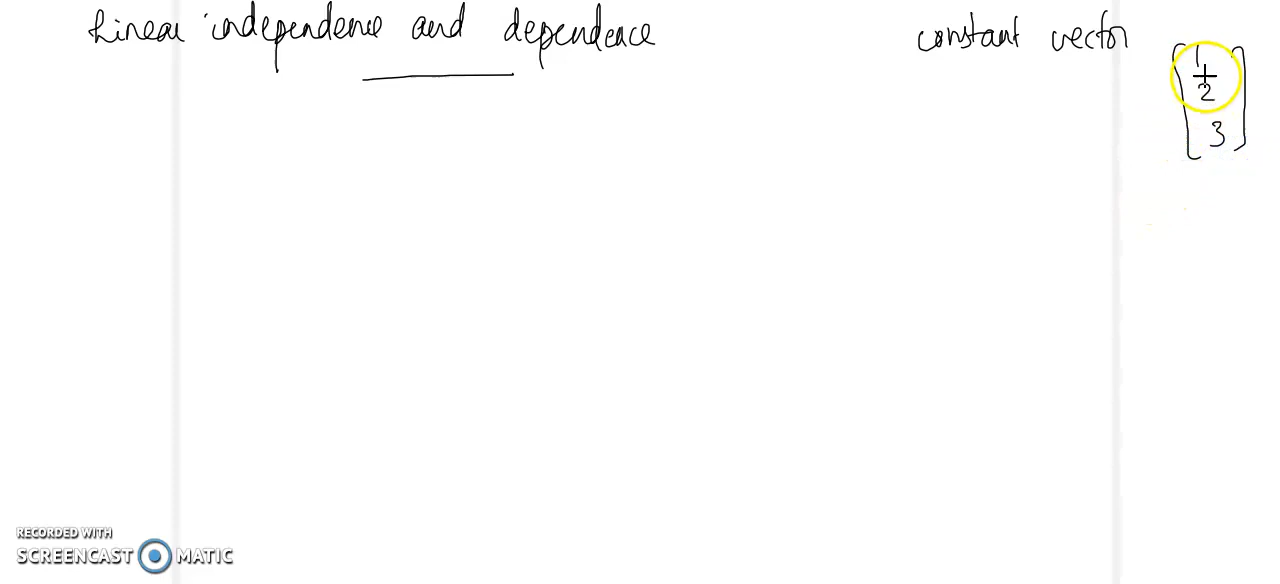 Linear independence and dependence
constant vector
1
2
3
RECORDED WITH
SCREENCAST MATIC